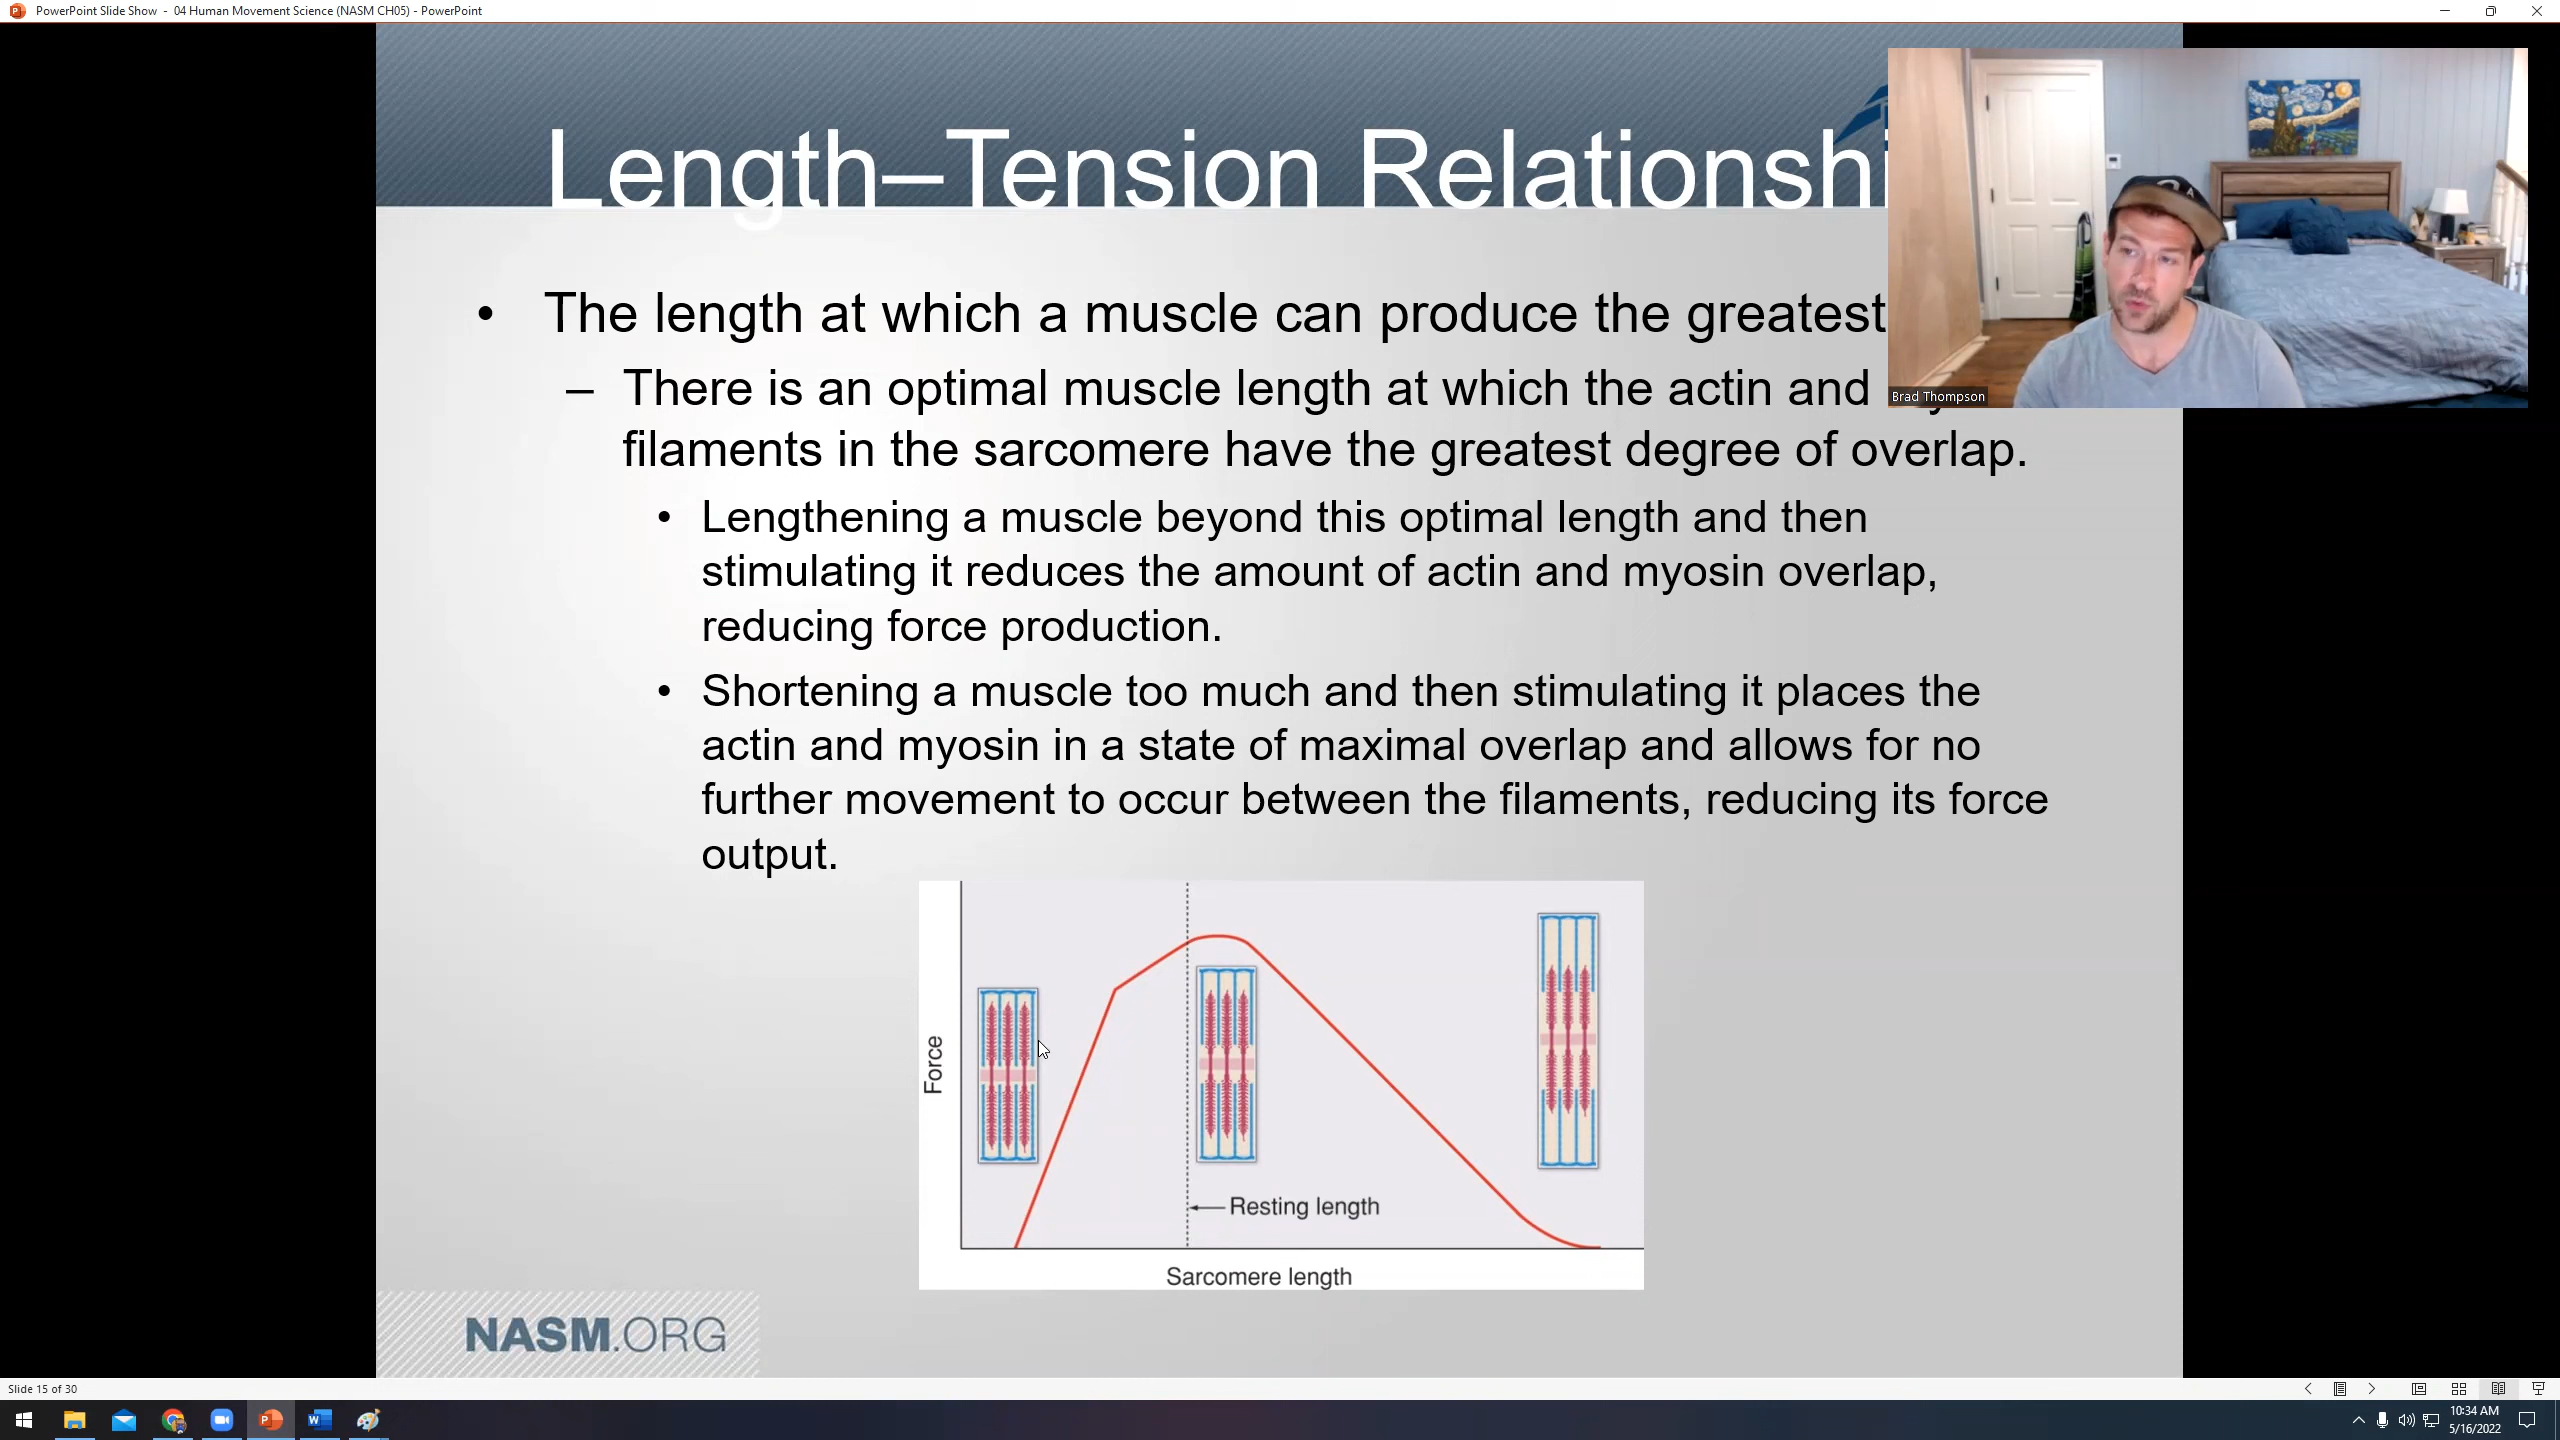 PowerPoint Slide Show - 04 Human Movement Science (NASM CH05) - PowerPoint
Length–Tension Relationshi
• The length at which a muscle can produce the greatest
– There is an optimal muscle length at which the actin and
filaments in the sarcomere have the greatest degree of overlap.
• Lengthening a muscle beyond this optimal length and then
stimulating it reduces the amount of actin and myosin overlap,
reducing force production.
• Shortening a muscle too much and then stimulating it places the
actin and myosin in a state of maximal overlap and allows for no
further movement to occur between the filaments, reducing its force
output.
Brad Thompson
Force
Resting length
Sarcomere length
NASM.ORG
Slide 15 of 30
10:34 AM
5/16/2022